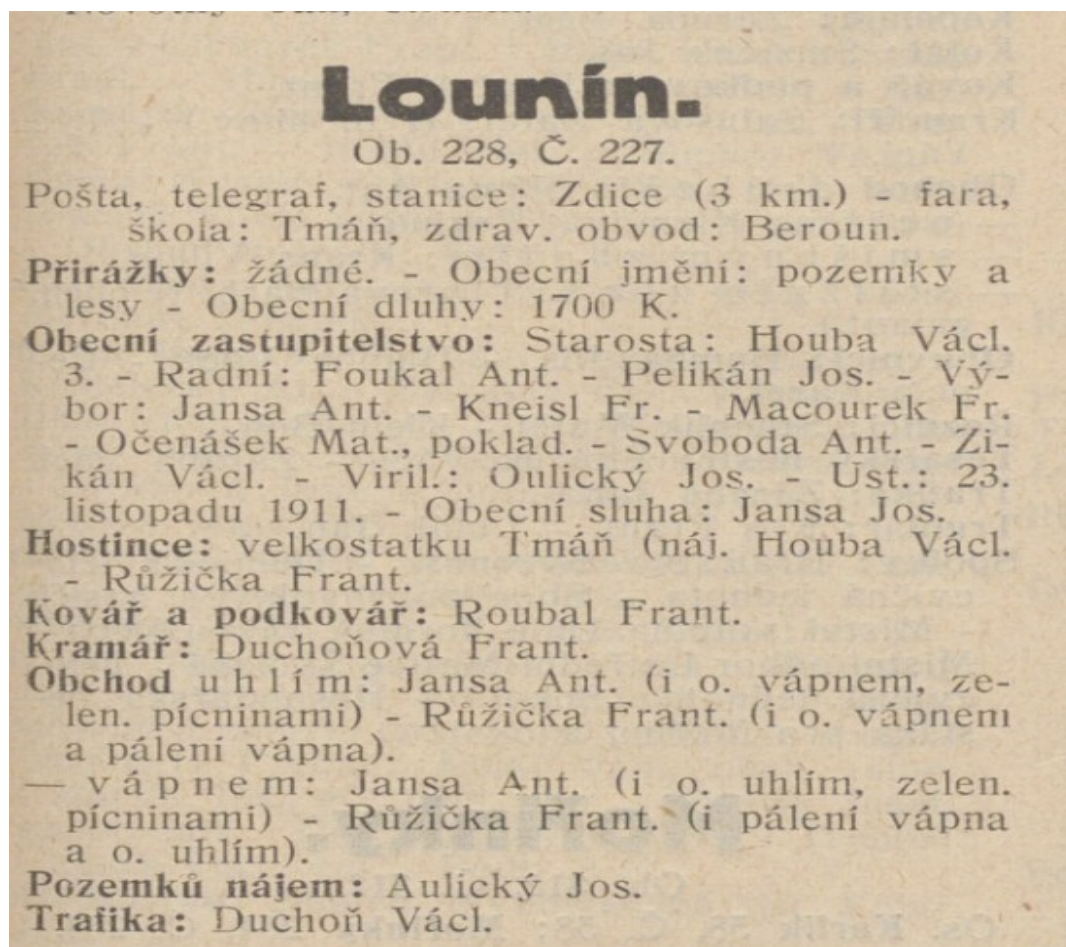 Lounín.
Ob. 228, Č. 227.
Pošta, telegraf, stanice: Zdice (3 km.) - fara,
škola: Tmáň, zdrav. obvod: Beroun.
Přirážky: žádné. - Obecní jmění: pozemky a
lesy - Obecní dluhy: 1700 K.
Obecní zastupitelstvo: Starosta: Houba Václ.
3. - Radní: Foukal Ant. - Pelikán Jos. - Vý-
bor: Jansa Ant. - Kneisl Fr. - Macourek Fr.
- Očenášek Mat., poklad. - Svoboda Ant. - Zi-
kán Václ. - Viril.: Oulický Jos. - Ust.: 23.
listopadu 1911. - Obecní sluha: Jansa Jos.
Hostince: velkostatku Tmáň (náj. Houba Václ.
- Růžička Frant.
Kovář a podkovář: Roubal Frant.
Kramář: Duchoňová Frant.
Obchod uhlím: Jansa Ant. (i o. vápnem, ze-
len. pícninami) - Růžička Frant. (i o. vápnem
a pálení vápna).
— vápnem: Jansa Ant. (i o. uhlím, zelen.
pícninami) - Růžička Frant. (i pálení vápna
a o. uhlím).
Pozemků nájem: Aulický Jos.
Trafika: Duchoň Václ.